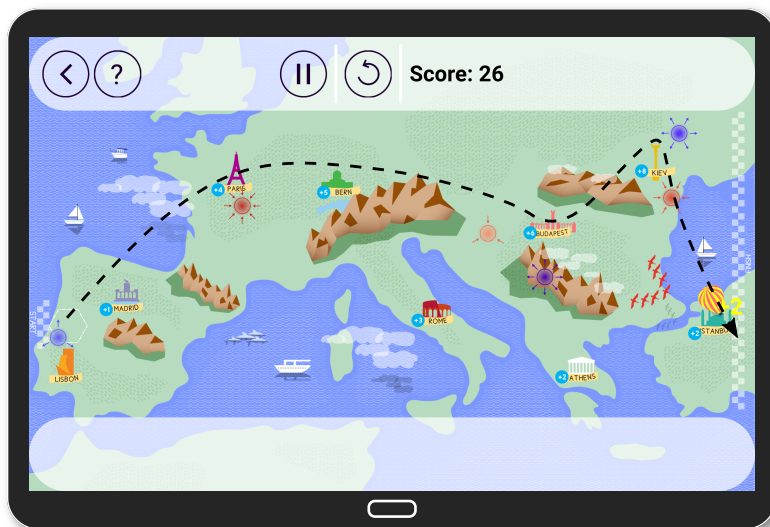 ?
Score: 26
+4 PARIS
+5 BERN
+8 KIEV
+6 BUDAPEST
+1 MADRID
START
FINISH
+3 ROME
2
+2 ISTANBUL
LISBON
+2 ATHENS